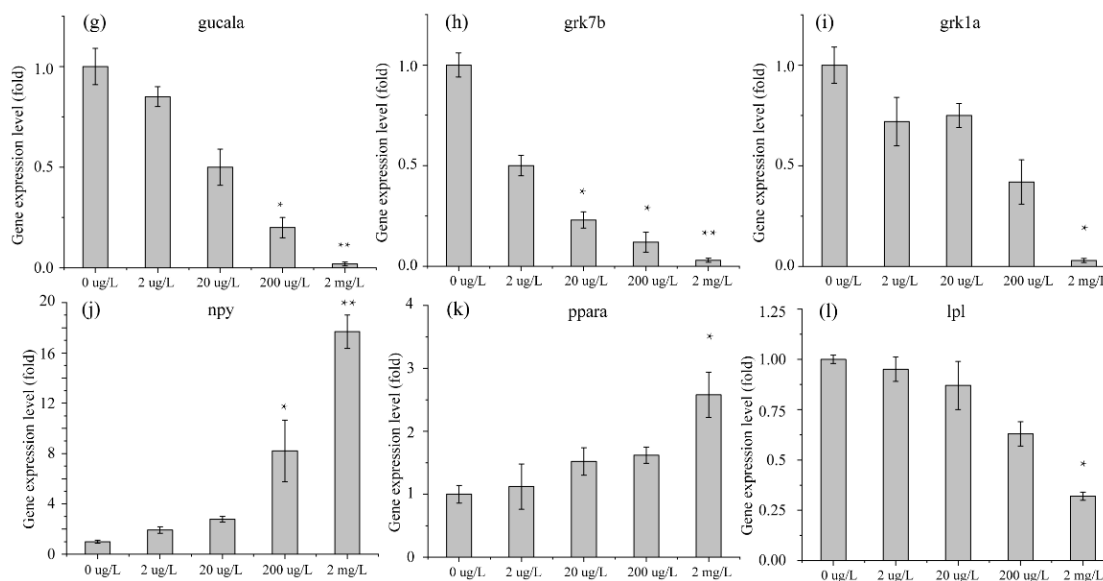 (g) gucala
Gene expression level (fold)
1.0
0.5
0.0
*
**
0 ug/L 2 ug/L 20 ug/L 200 ug/L 2 mg/L
(h) grk7b
Gene expression level (fold)
1.0
0.5
0.0
*
*
**
0 ug/L 2 ug/L 20 ug/L 200 ug/L 2 mg/L
(i) grk1a
Gene expression level (fold)
1.0
0.5
0.0
*
0 ug/L 2 ug/L 20 ug/L 200 ug/L 2 mg/L
(j) npy
Gene expression level (fold)
20
16
12
8
4
0
*
**
0 ug/L 2 ug/L 20 ug/L 200 ug/L 2 mg/L
(k) ppara
Gene expression level (fold)
4
3
2
1
0
*
0 ug/L 2 ug/L 20 ug/L 200 ug/L 2 mg/L
(l) lpl
Gene expression level (fold)
1.25
1.00
0.75
0.50
0.25
0.00
*
0 ug/L 2 ug/L 20 ug/L 200 ug/L 2 mg/L